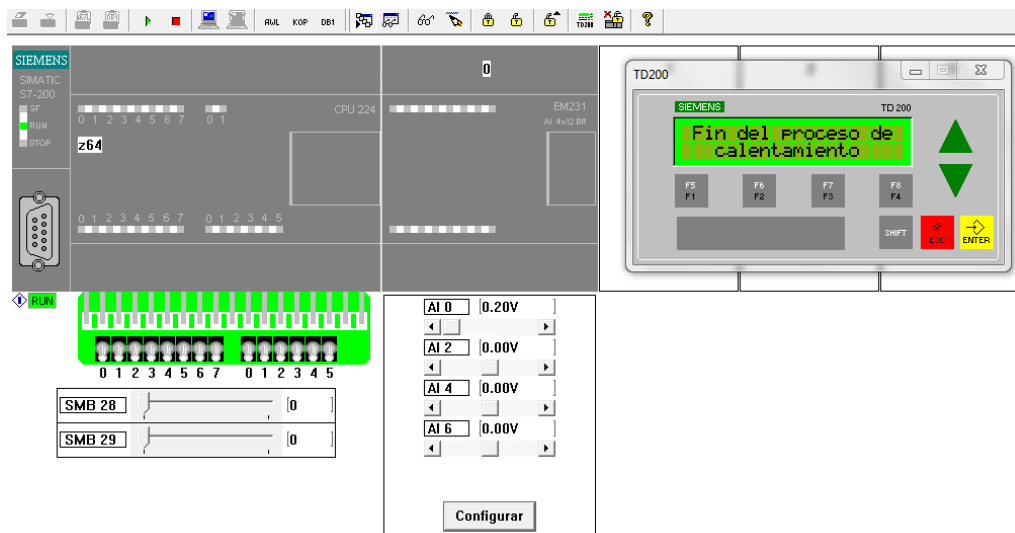 AWL KOP DB1 TD200
SIEMENS
SIMATIC
S7-200
SF
RUN
STOP
0 1 2 3 4 5 6 7 0 1
CPU 224
z64
0 1 2 3 4 5 6 7 0 1 2 3 4 5
0
EM231
AI 4x12 Bit
TD200
SIEMENS
TD 200
Fin del proceso de
calentamiento
F5 F6 F7 F8
F1 F2 F3 F4
SHIFT ESC ENTER
RUN
0 1 2 3 4 5 6 7 0 1 2 3 4 5
SMB 28 [0 ]
SMB 29 [0 ]
AI 0 [0.20V ]
AI 2 [0.00V ]
AI 4 [0.00V ]
AI 6 [0.00V ]
Configurar